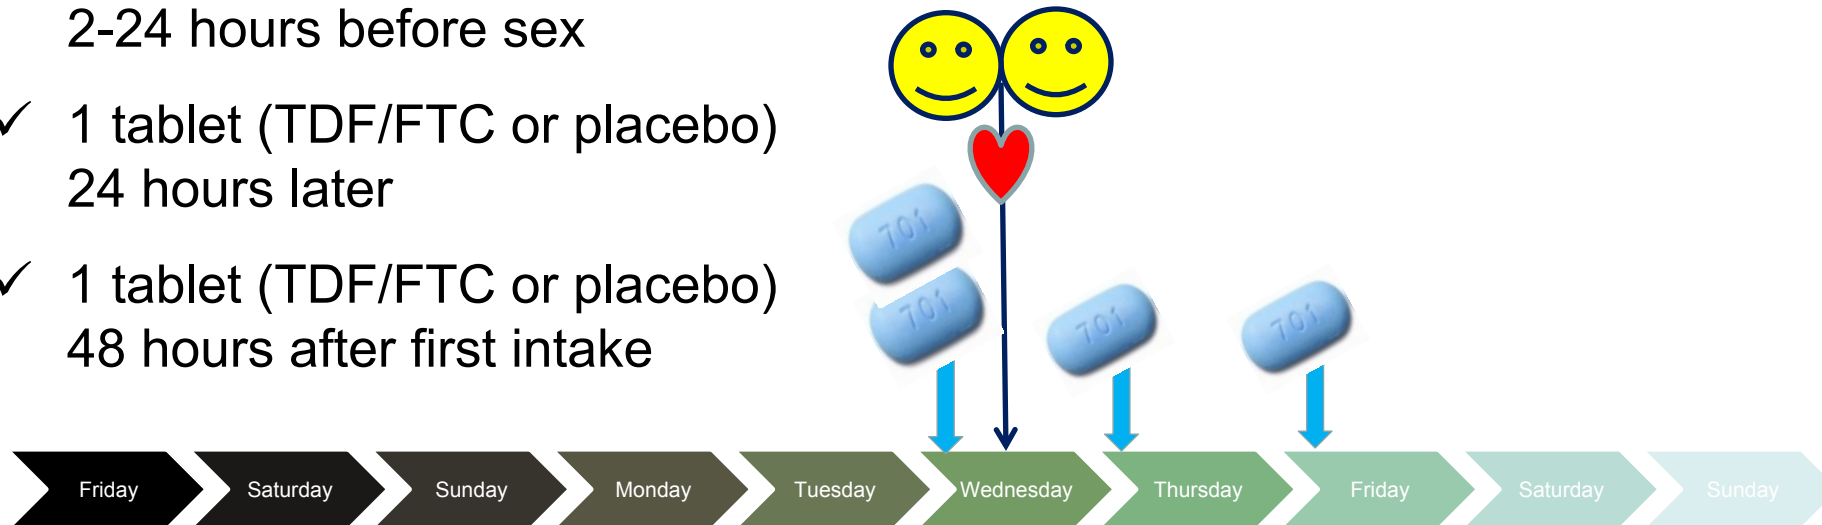 2-24 hours before sex
✓ 1 tablet (TDF/FTC or placebo)
24 hours later
✓ 1 tablet (TDF/FTC or placebo)
48 hours after first intake
701
701
701
701
Friday
Saturday
Sunday
Monday
Tuesday
Wednesday
Thursday
Friday
Saturday
Sunday